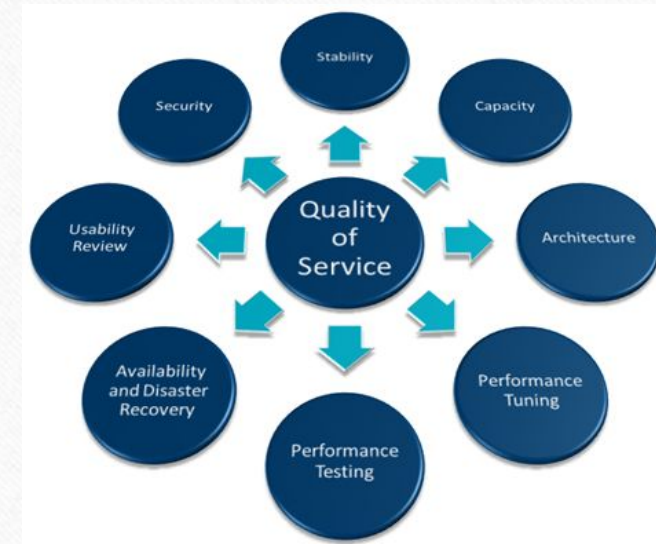 Stability
Security
Capacity
Quality
of
Service
Usability
Review
Architecture
Availability
and Disaster
Recovery
Performance
Tuning
Performance
Testing